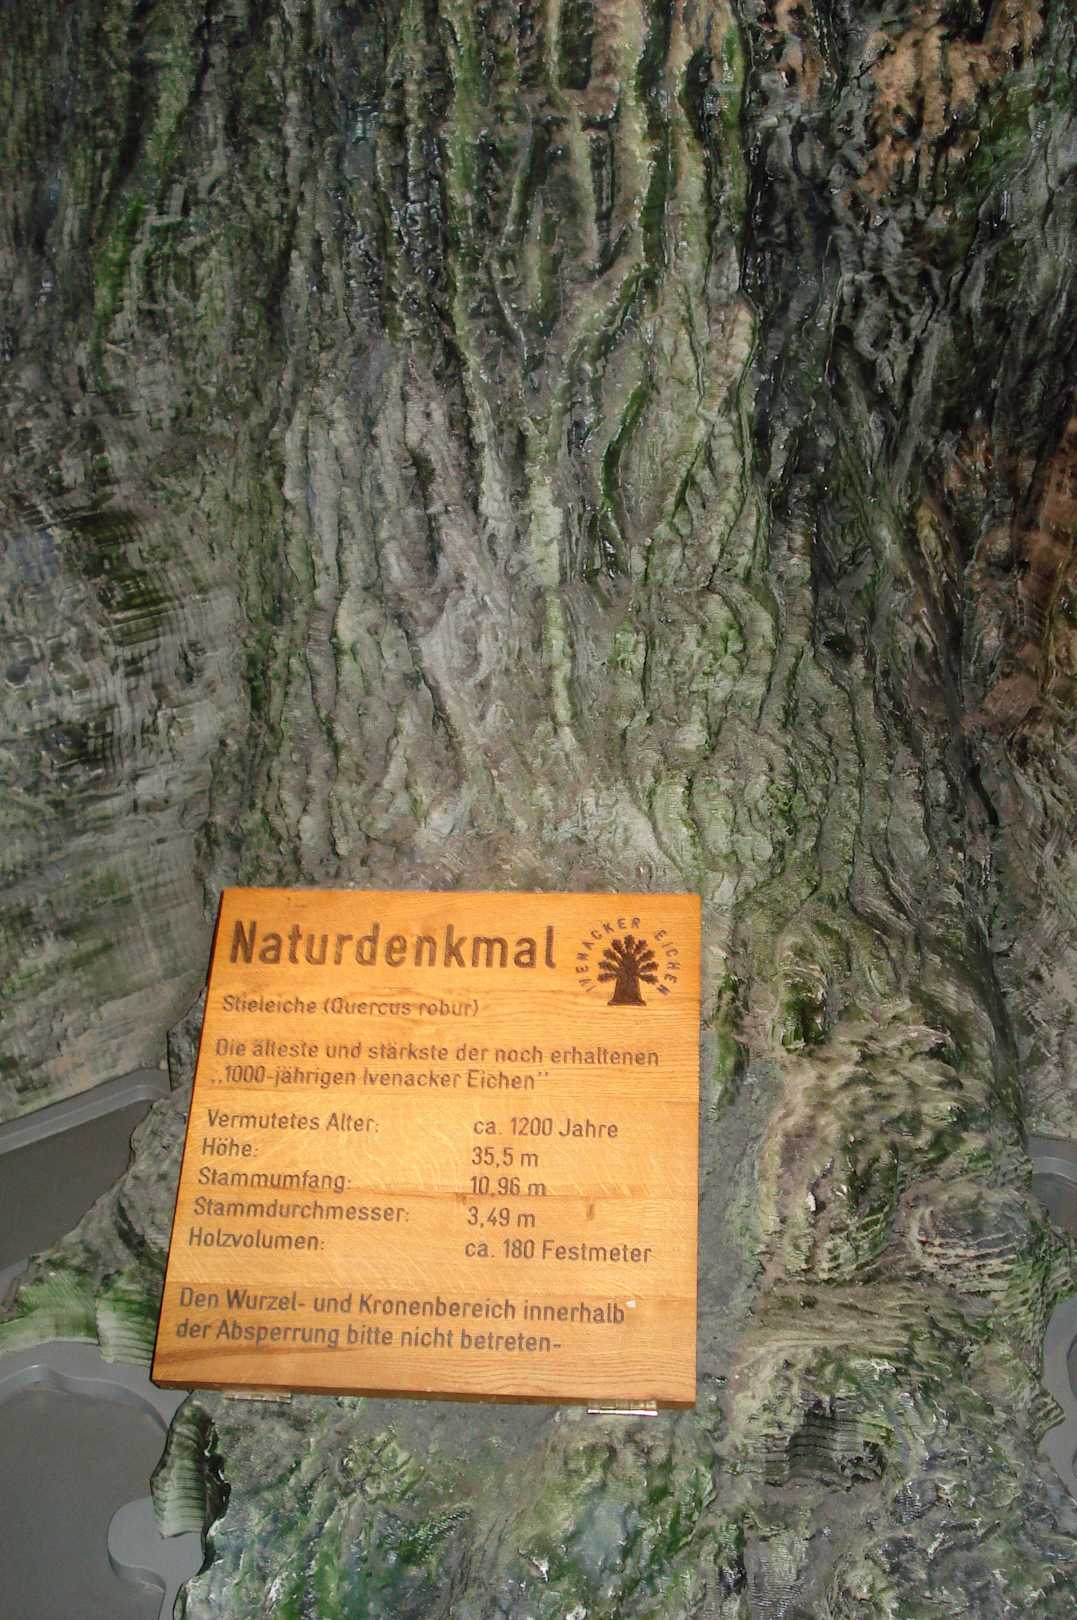 Naturdenkmal
IVENACKER EICHEN
Stieleiche (Quercus robur)
Die älteste und stärkste der noch erhaltenen
,,1000-jährigen Ivenacker Eichen''
Vermutetes Alter: ca. 1200 Jahre
Höhe: 35,5 m
Stammumfang: 10,96 m
Stammdurchmesser: 3,49 m
Holzvolumen: ca. 180 Festmeter
Den Wurzel- und Kronenbereich innerhalb
der Absperrung bitte nicht betreten-